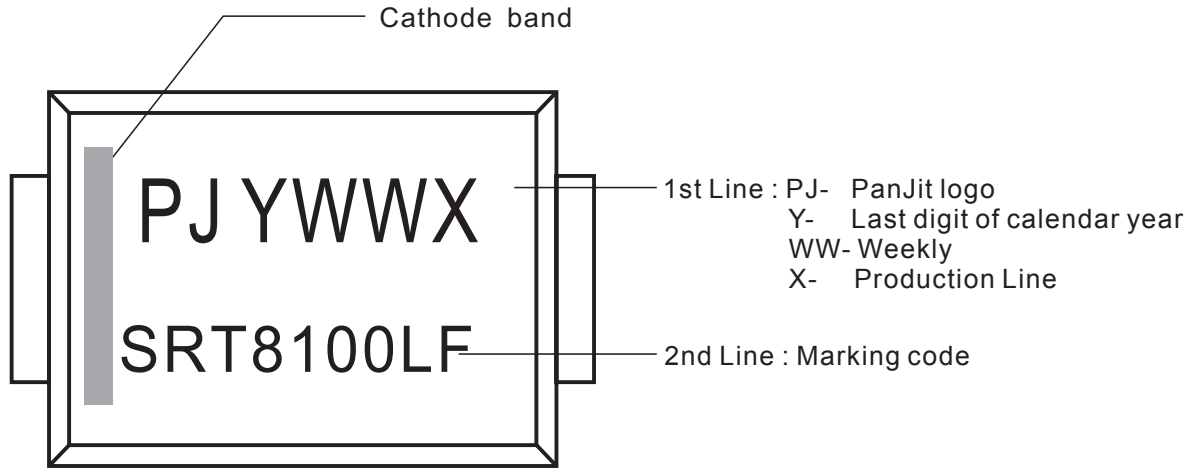 Cathode band
PJ YWWX
1st Line : PJ- PanJit logo
Y- Last digit of calendar year
WW- Weekly
X- Production Line
SRT8100LF
2nd Line : Marking code